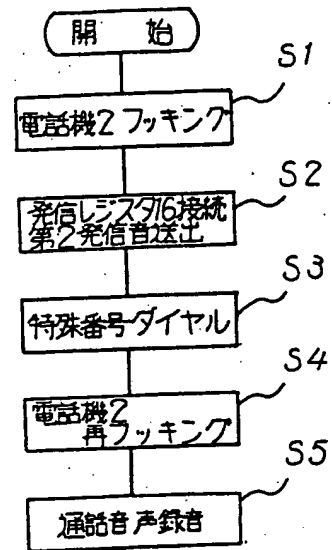 開 始
S1
電話機2フッキング
S2
発信レジスタ16接続
第2発信音送出
S3
特殊番号ダイヤル
S4
電話機2
再フッキング
S5
通話音声録音